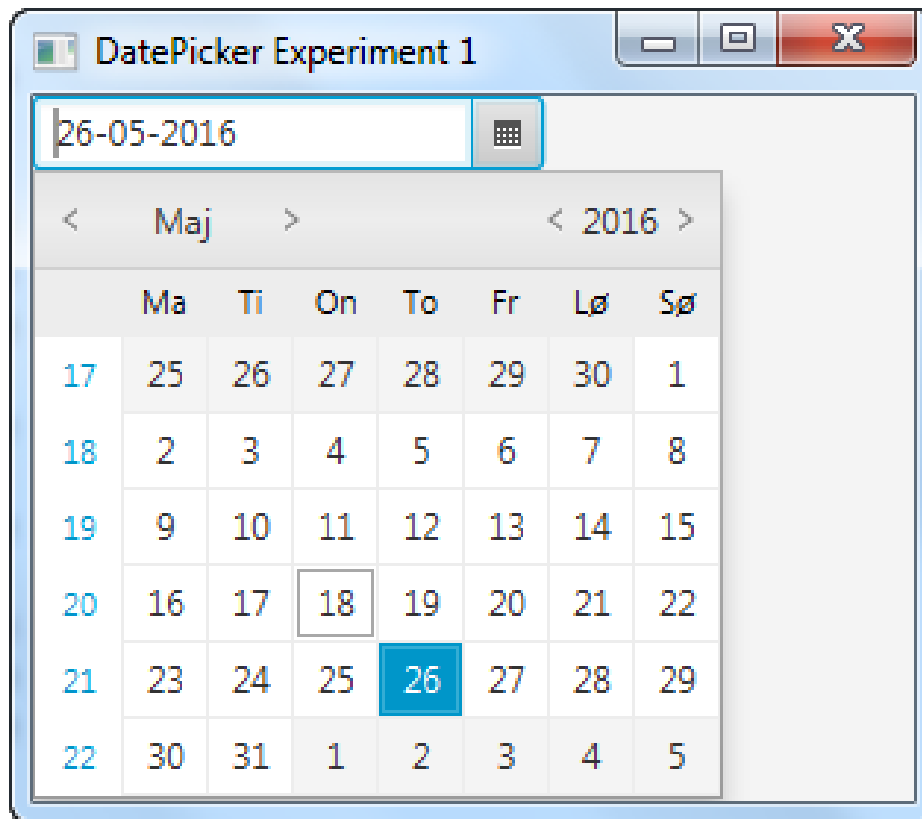 DatePicker Experiment 1
26-05-2016
< Maj > < 2016 >
Ma Ti On To Fr Lø Sø
17 25 26 27 28 29 30 1
18 2 3 4 5 6 7 8
19 9 10 11 12 13 14 15
20 16 17 18 19 20 21 22
21 23 24 25 26 27 28 29
22 30 31 1 2 3 4 5